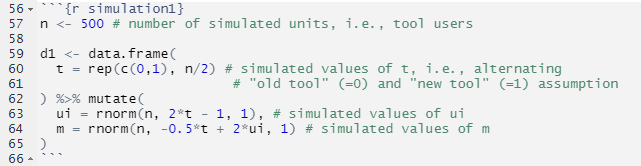 56 ```{r simulation1}
57 n <- 500 # number of simulated units, i.e., tool users
58
59 d1 <- data.frame(
60 t = rep(c(0,1), n/2) # simulated values of t, i.e., alternating
61 # "old tool" (=0) and "new tool" (=1) assumption
62 ) %>% mutate(
63 ui = rnorm(n, 2*t - 1, 1), # simulated values of ui
64 m = rnorm(n, -0.5*t + 2*ui, 1) # simulated values of m
65 )
66 ```